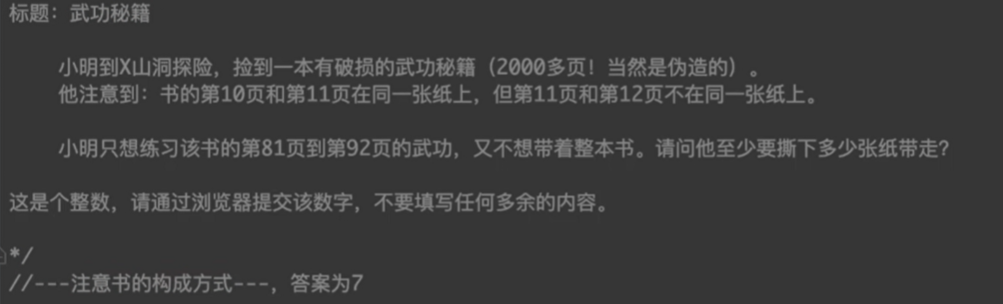 标题：武功秘籍
小明到X山洞探险，捡到一本有破损的武功秘籍（2000多页！当然是伪造的）。
他注意到：书的第10页和第11页在同一张纸上，但第11页和第12页不在同一张纸上。
小明只想练习该书的第81页到第92页的武功，又不想带着整本书。请问他至少要撕下多少张纸带走？
这是个整数，请通过浏览器提交该数字，不要填写任何多余的内容。
*/
//---注意书的构成方式---，答案为7